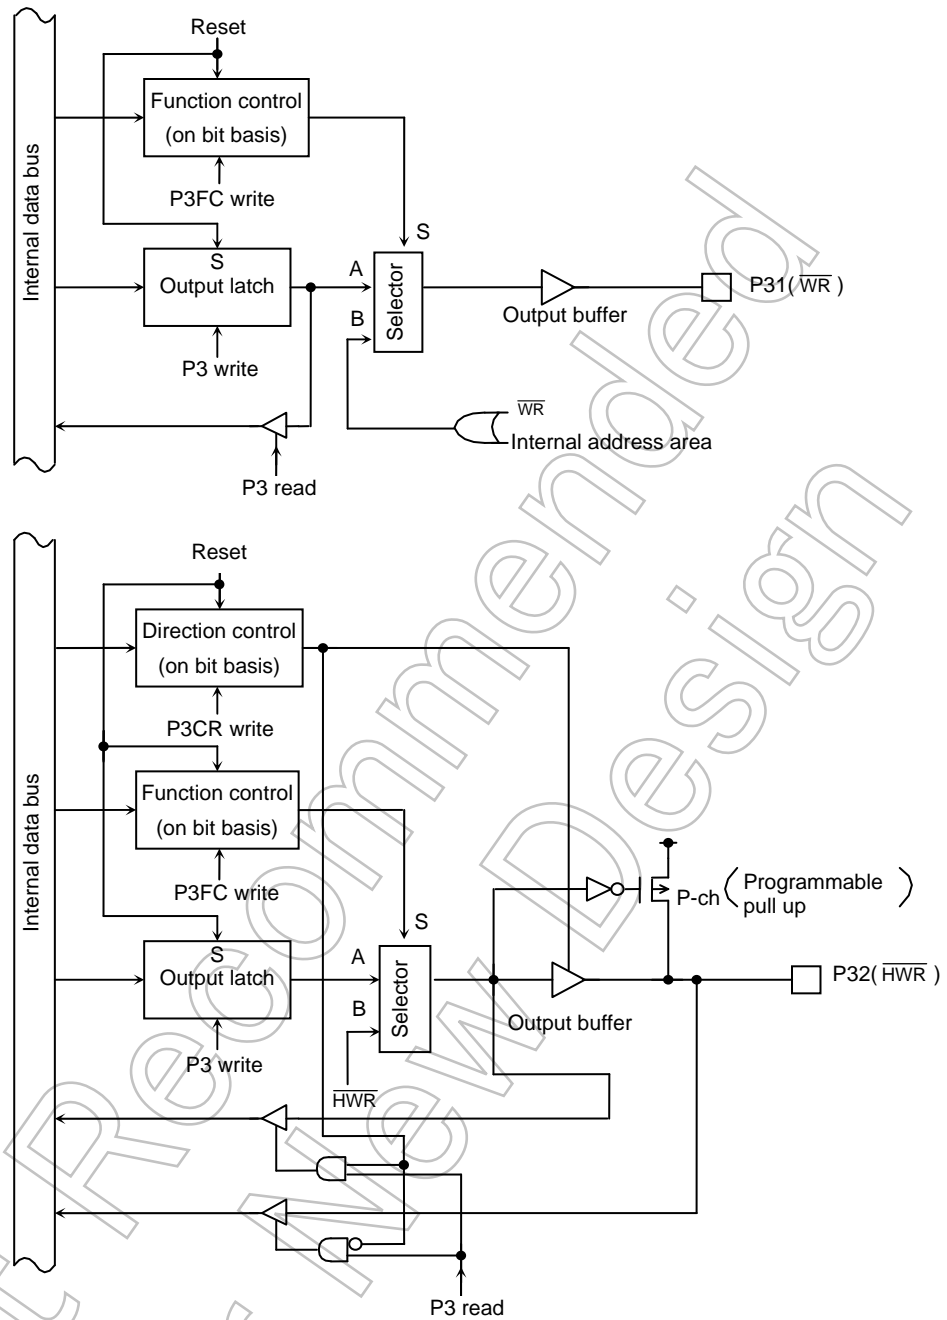 Reset
Function control
(on bit basis)
P3FC write
Internal data bus
S
Output latch
P3 write
P3 read
S
A
B
Selector
Output buffer
P31( WR )
WR
Internal address area
Reset
Direction control
(on bit basis)
P3CR write
Function control
(on bit basis)
P3FC write
Internal data bus
S
Output latch
P3 write
S
A
B
Selector
HWR
Output buffer
P-ch ( Programmable
pull up )
P32( HWR )
P3 read
t Recommended
r New Design